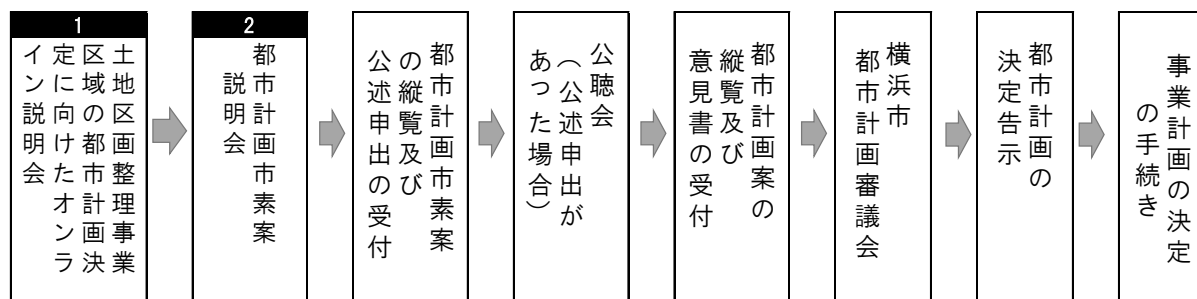 1
土地区画整理事業
区域の都市計画決
定に向けたオンラ
イン説明会
2
都市計画市素案
説明会
都市計画市素案
の縦覧及び
公述申出の受付
公聴会
（公述申出が
あった場合）
都市計画案の
縦覧及び
意見書の受付
横浜市
都市計画審議会
都市計画の
決定告示
事業計画の決定
の手続き